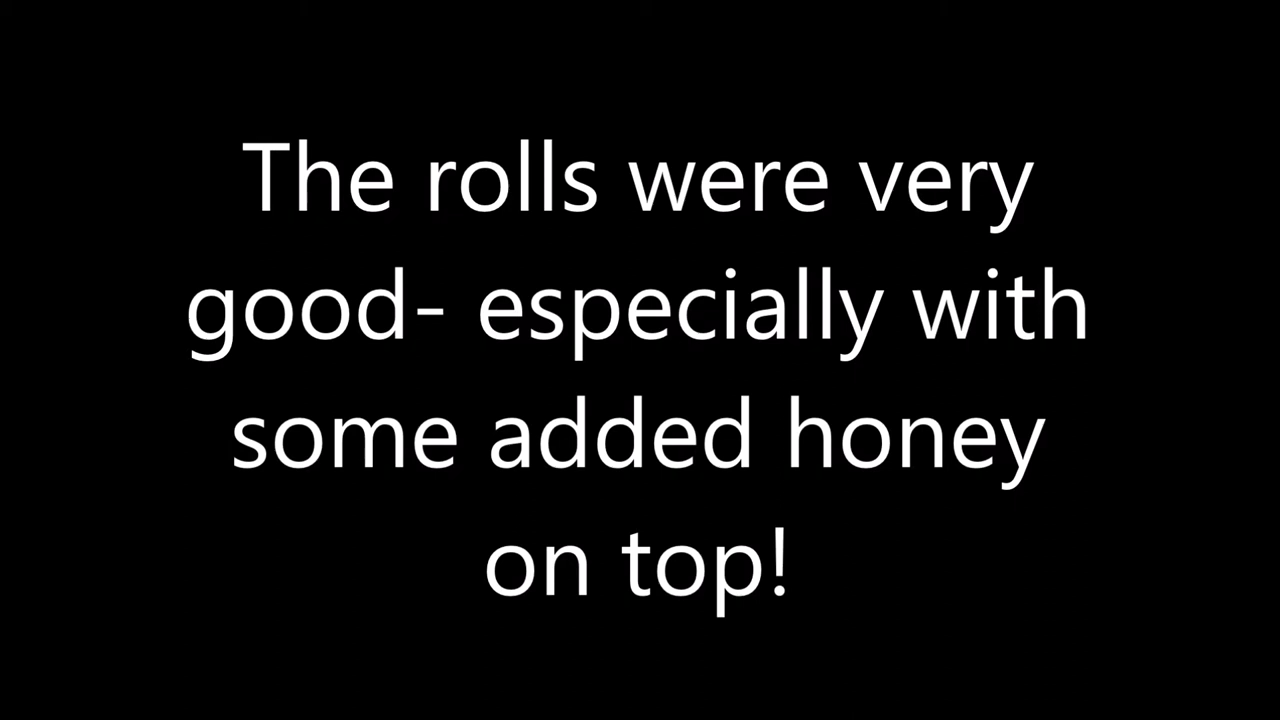 The rolls were very
good- especially with
some added honey
on top!